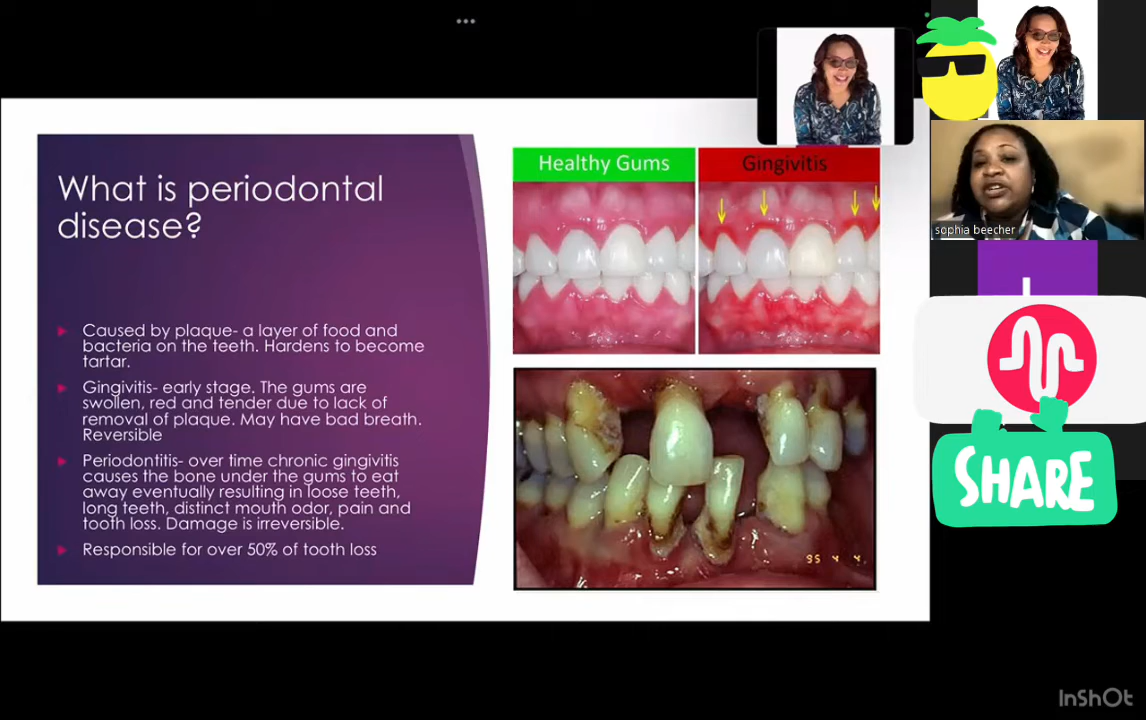 What is periodontal
disease?
Caused by plaque- a layer of food and
bacteria on the teeth. Hardens to become
tartar.
Gingivitis- early stage. The gums are
swollen, red and tender due to lack of
removal of plaque. May have bad breath.
Reversible
Periodontitis- over time chronic gingivitis
causes the bone under the gums to eat
away eventually resulting in loose teeth,
long teeth, distinct mouth odor, pain and
tooth loss. Damage is irreversible.
Responsible for over 50% of tooth loss
Healthy Gums
Gingivitis
95 4 4.
sophia beecher
SHARE
InShOt